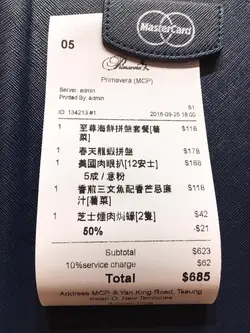 MasterCard
05
Primavera
Primavera (MCP)
Server: admin
Printed By: admin
S1
ID: 134213 #1 2018-09-25 18:00
1 至尊海鮮拼盤套餐[薯菜] $118
1 春天龍蝦拼盤 $178
1 美國肉眼扒[12安士] $168
5成 / 意粉
1 香煎三文魚配香芒忌廉汁[薯菜] $118
1 芝士煙肉焗蠔[2隻] $42
50% -$21
Subtotal $623
10%service charge $62
Total $685
Address MCP, 8 Yan King Road, Tseung
Kwan O, New Territories